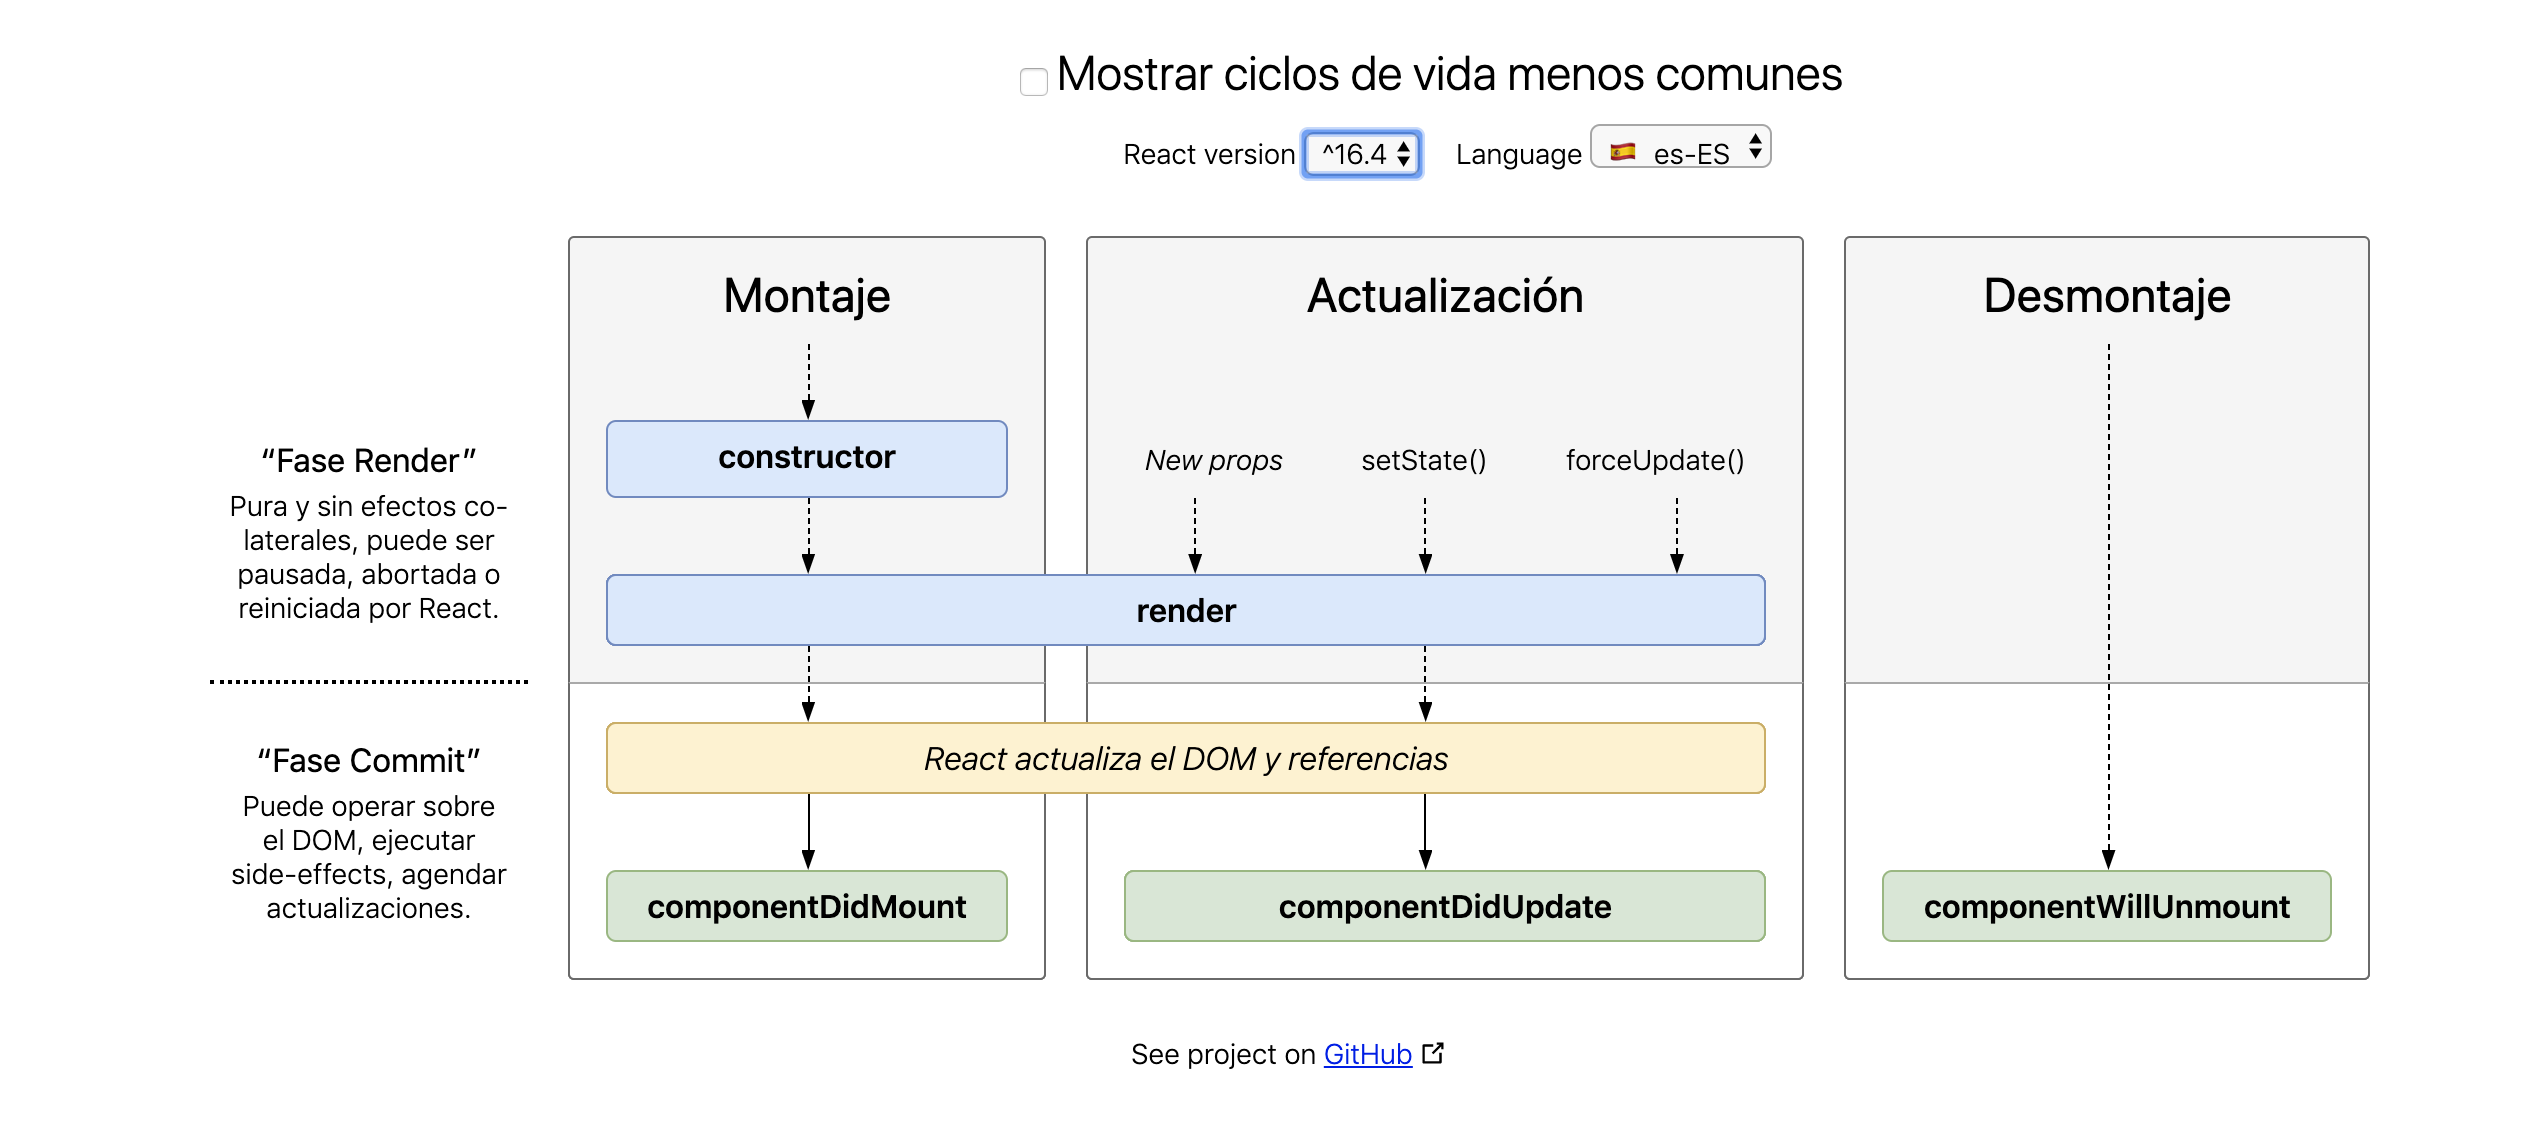 Mostrar ciclos de vida menos comunes
React version ^16.4 Language es-ES
Montaje
Actualización
Desmontaje
“Fase Render”
Pura y sin efectos co-
laterales, puede ser
pausada, abortada o
reiniciada por React.
constructor
New props
setState()
forceUpdate()
render
“Fase Commit”
Puede operar sobre
el DOM, ejecutar
side-effects, agendar
actualizaciones.
React actualiza el DOM y referencias
componentDidMount
componentDidUpdate
componentWillUnmount
See project on GitHub